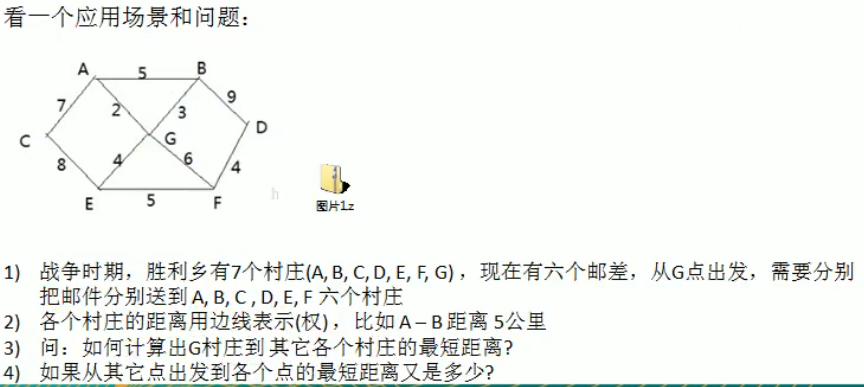 看一个应用场景和问题：
A
5
B
7
2
3
9
C
G
D
8
4
6
4
E
5
F
h
图片1.z
1) 战争时期，胜利乡有7个村庄(A, B, C, D, E, F, G) ，现在有六个邮差，从G点出发，需要分别
把邮件分别送到 A, B, C , D, E, F 六个村庄
2) 各个村庄的距离用边线表示(权) ，比如 A – B 距离 5公里
3) 问：如何计算出G村庄到 其它各个村庄的最短距离?
4) 如果从其它点出发到各个点的最短距离又是多少?